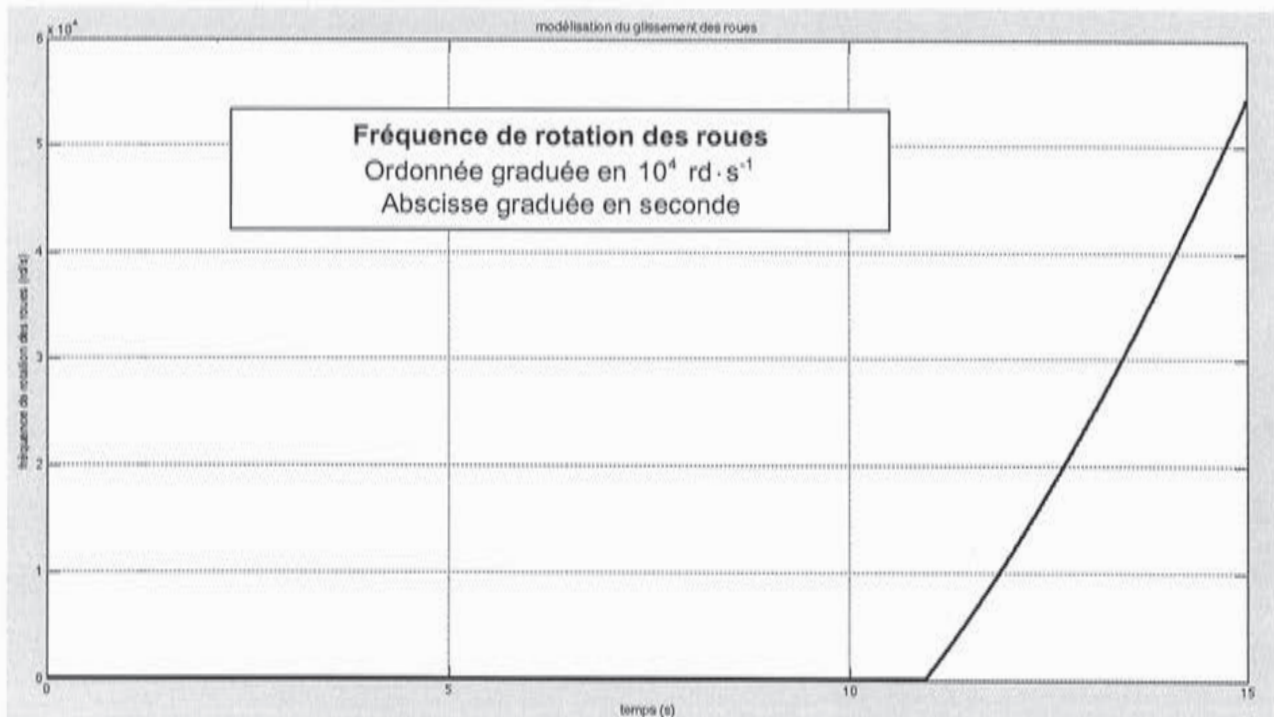 modélisation du glissement des roues
x 10⁴
6
5
4
3
2
1
0
Fréquence de rotation des roues
Ordonnée graduée en 10⁴ rd·s⁻¹
Abscisse graduée en seconde
fréquence de rotation des roues (rd/s)
0
5
10
15
temps (s)